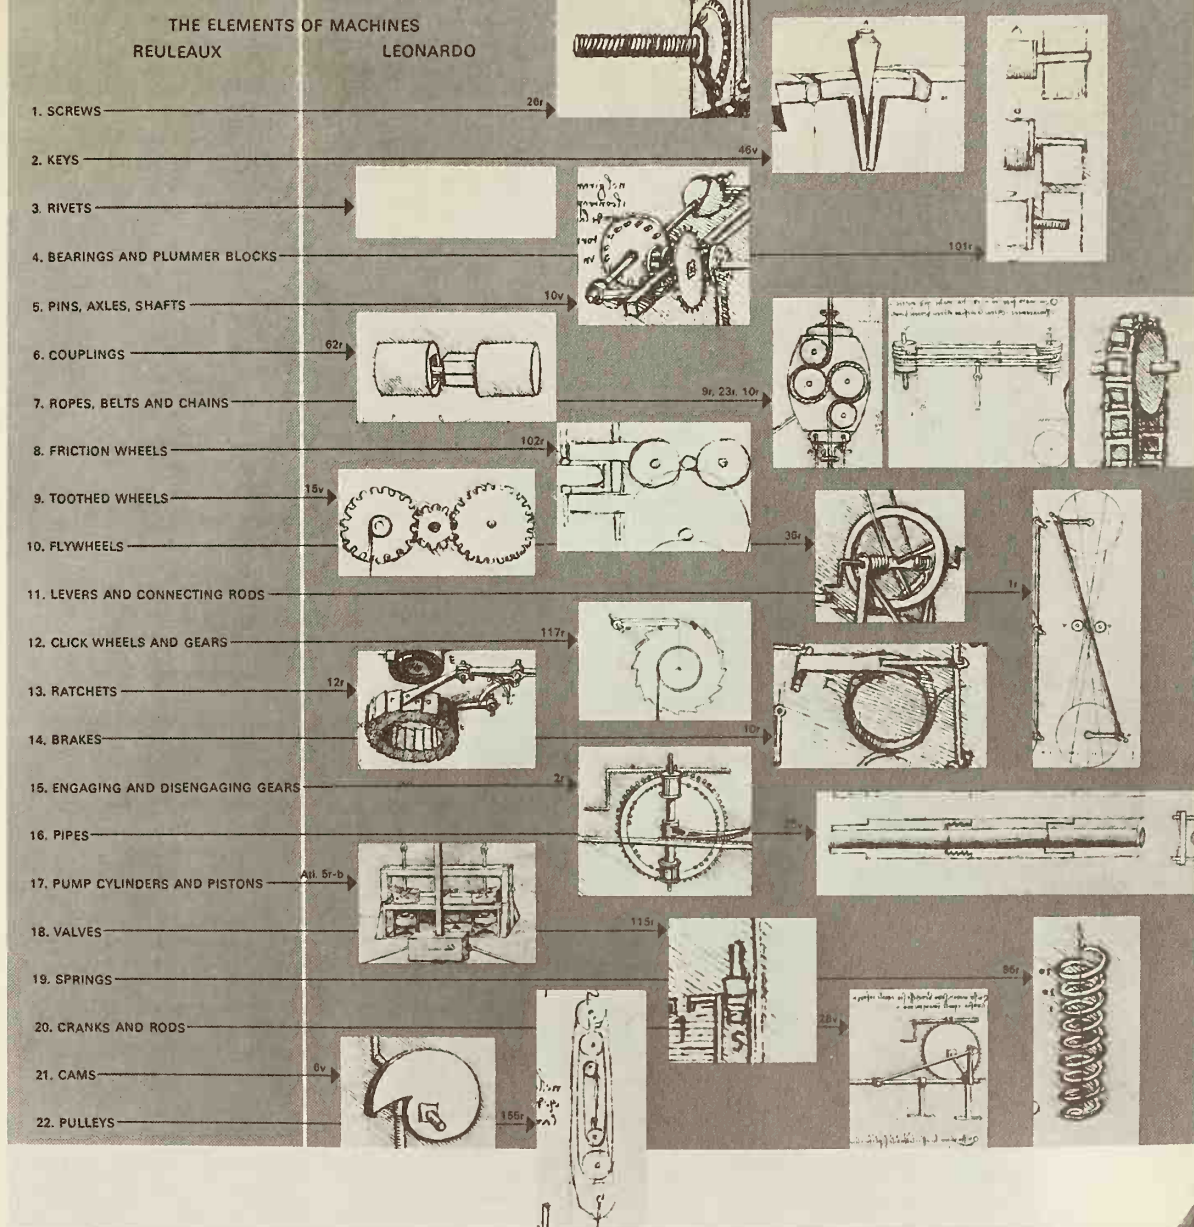 THE ELEMENTS OF MACHINES
REULEAUX LEONARDO
1. SCREWS 26r
2. KEYS 46v
3. RIVETS
4. BEARINGS AND PLUMMER BLOCKS 101r
5. PINS, AXLES, SHAFTS 10v
6. COUPLINGS 62r
7. ROPES, BELTS AND CHAINS 9r, 23r, 10r
8. FRICTION WHEELS 102r
9. TOOTHED WHEELS 15v
10. FLYWHEELS 36r
11. LEVERS AND CONNECTING RODS 1r
12. CLICK WHEELS AND GEARS 117r
13. RATCHETS 12r
14. BRAKES 10r
15. ENGAGING AND DISENGAGING GEARS 2r
16. PIPES
17. PUMP CYLINDERS AND PISTONS Atl. 5r-b
18. VALVES 115r
19. SPRINGS
20. CRANKS AND RODS 28v
21. CAMS 6v
22. PULLEYS 155r